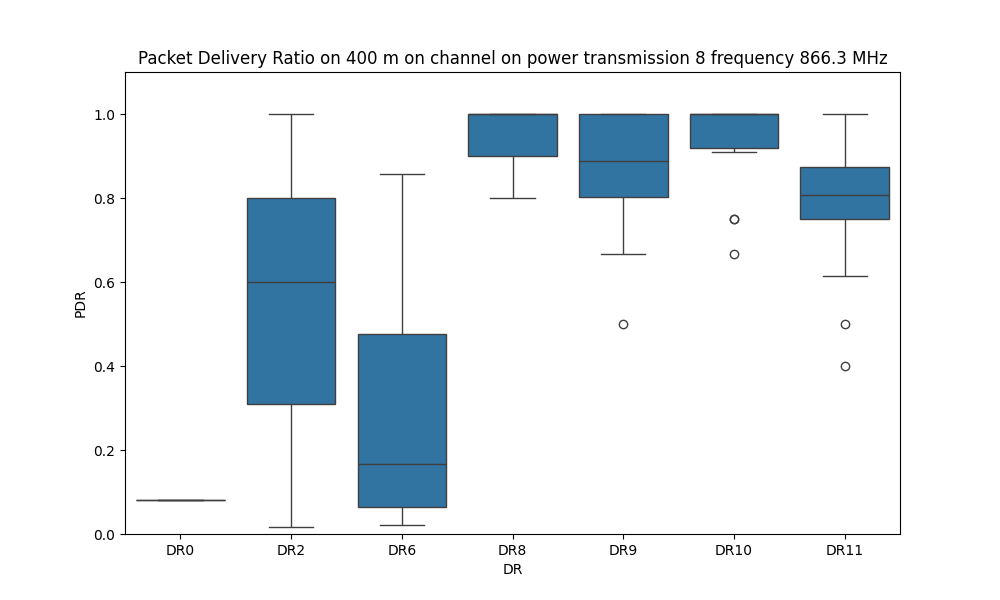 Packet Delivery Ratio on 400 m on channel on power transmission 8 frequency 866.3 MHz
1.0
0.8
0.6
0.4
0.2
0.0
PDR
DR0 DR2 DR6 DR8 DR9 DR10 DR11
DR